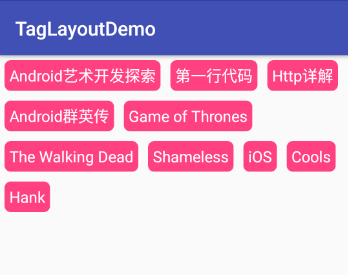 TagLayoutDemo
Android艺术开发探索 第一行代码 Http详解
Android群英传 Game of Thrones
The Walking Dead Shameless iOS Cools
Hank